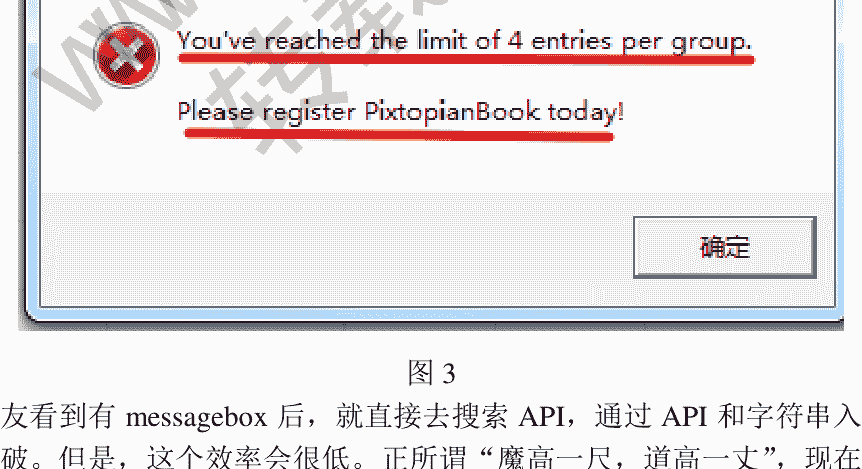 You've reached the limit of 4 entries per group.
Please register PixtopianBook today!
确定
图 3
友看到有 messagebox 后，就直接去搜索 API，通过 API 和字符串入
破。但是，这个效率会很低。正所谓“魔高一尺，道高一丈”，现在